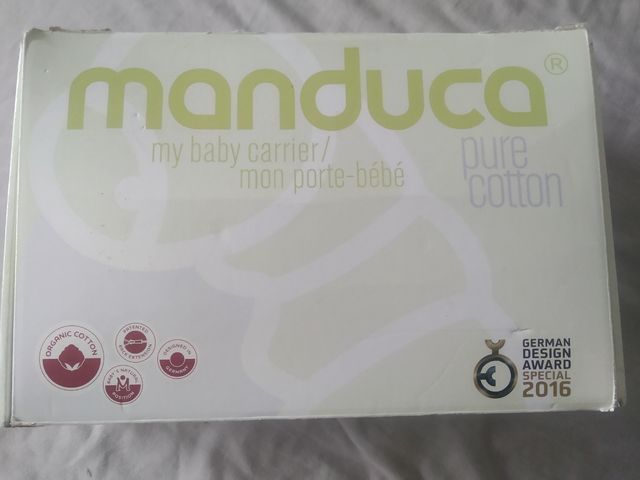 manduca®
my baby carrier/
mon porte-bébé
pure
cotton
ORGANIC COTTON
PATENTED
BACK EXTENSION
DESIGNED IN
GERMANY
BABY'S NATURAL
POSITION
GERMAN
DESIGN
AWARD
SPECIAL
2016